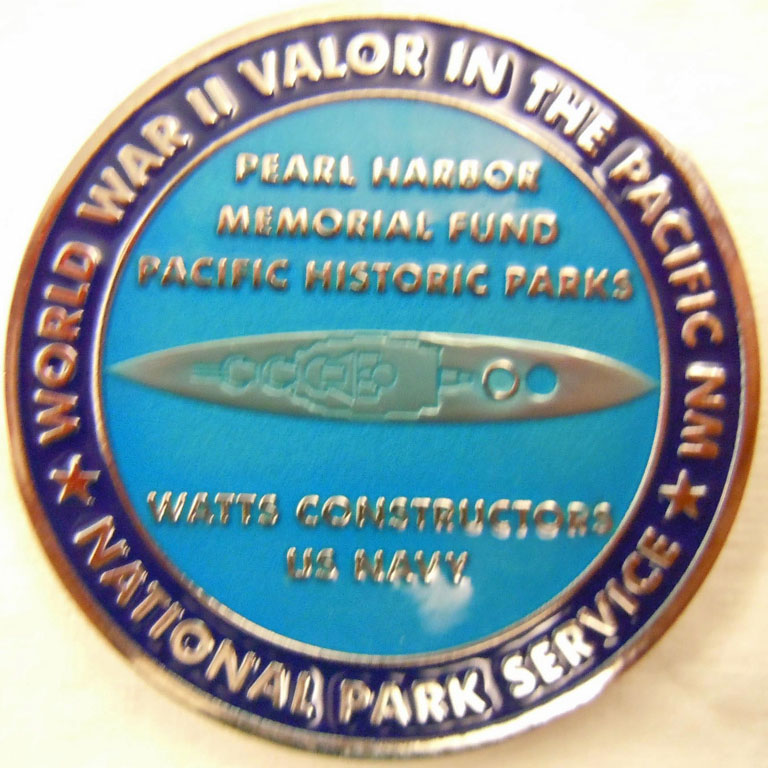 WORLD WAR II VALOR IN THE PACIFIC NM
PEARL HARBOR
MEMORIAL FUND
PACIFIC HISTORIC PARKS
WATTS CONSTRUCTORS
US NAVY
NATIONAL PARK SERVICE